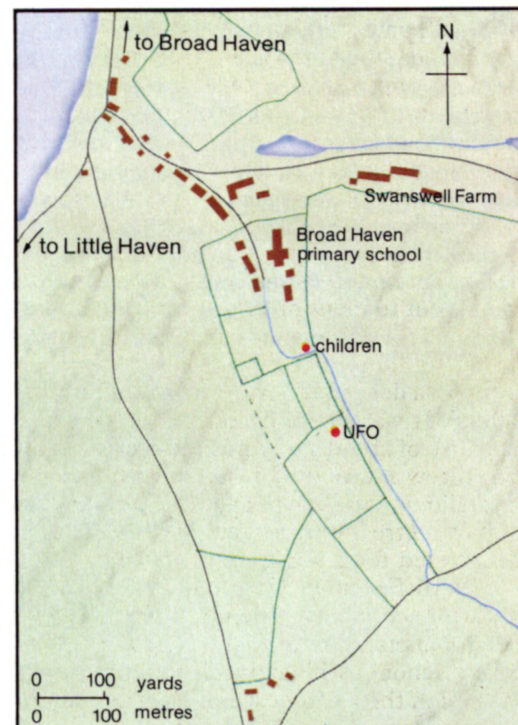 to Broad Haven
N
Swanswell Farm
to Little Haven
Broad Haven
primary school
children
UFO
0 100 yards
0 100 metres